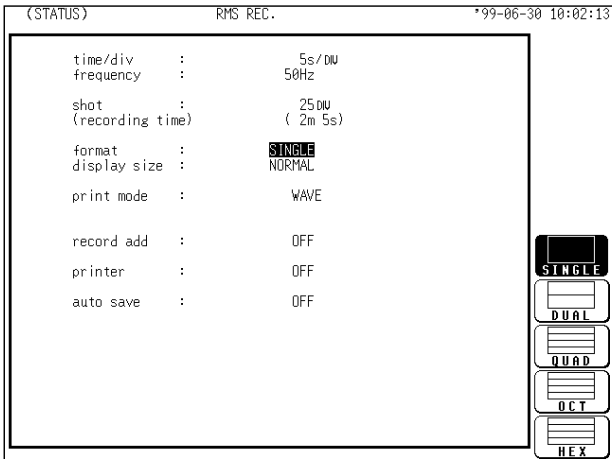 (STATUS) RMS REC. '99-06-30 10:02:13
time/div : 5s/DIV
frequency : 50Hz
shot : 25DIV
(recording time) ( 2m 5s)
format : SINGLE
display size : NORMAL
print mode : WAVE
record add : OFF
printer : OFF
auto save : OFF
SINGLE
DUAL
QUAD
OCT
HEX